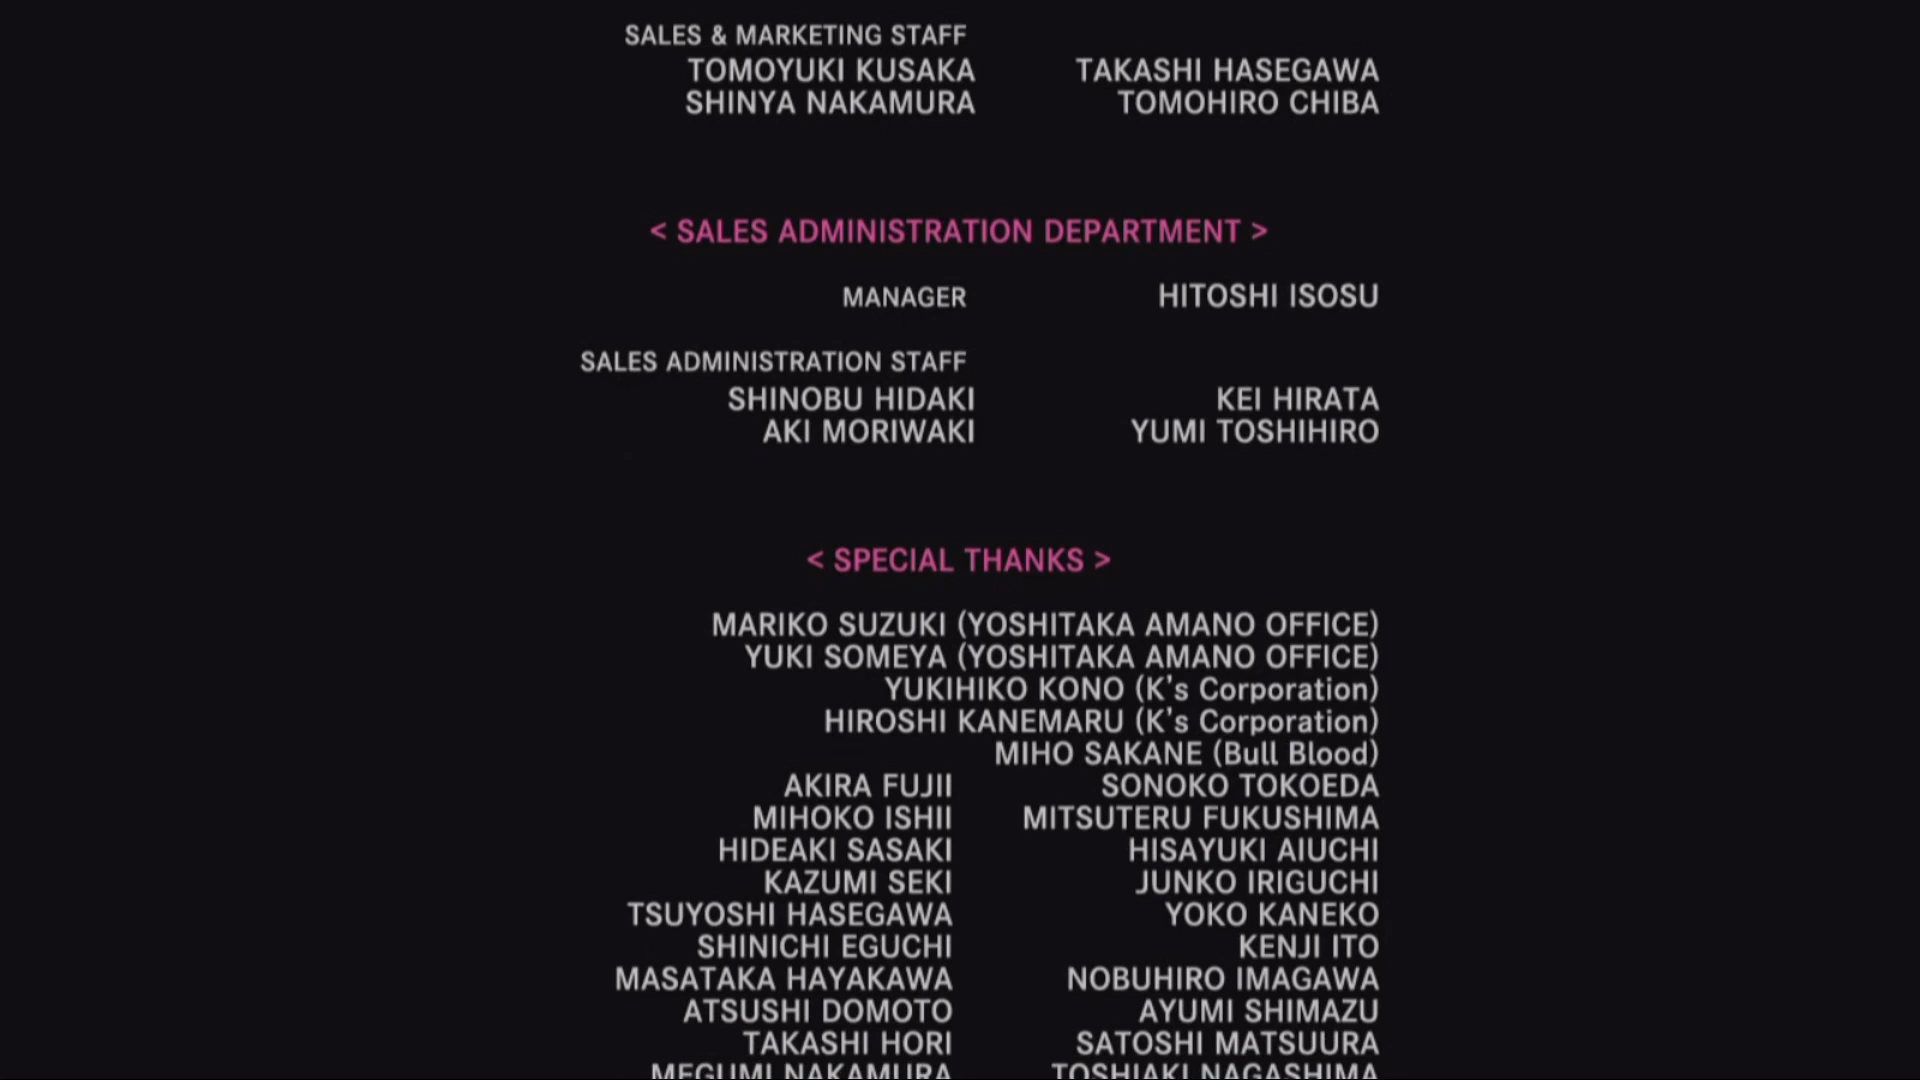 SALES & MARKETING STAFF
TOMOYUKI KUSAKA TAKASHI HASEGAWA
SHINYA NAKAMURA TOMOHIRO CHIBA
< SALES ADMINISTRATION DEPARTMENT >
MANAGER HITOSHI ISOSU
SALES ADMINISTRATION STAFF
SHINOBU HIDAKI KEI HIRATA
AKI MORIWAKI YUMI TOSHIHIRO
< SPECIAL THANKS >
MARIKO SUZUKI (YOSHITAKA AMANO OFFICE)
YUKI SOMEYA (YOSHITAKA AMANO OFFICE)
YUKIHIKO KONO (K's Corporation)
HIROSHI KANEMARU (K's Corporation)
MIHO SAKANE (Bull Blood)
AKIRA FUJII SONOKO TOKOEDA
MIHOKO ISHII MITSUTERU FUKUSHIMA
HIDEAKI SASAKI HISAYUKI AIUCHI
KAZUMI SEKI JUNKO IRIGUCHI
TSUYOSHI HASEGAWA YOKO KANEKO
SHINICHI EGUCHI KENJI ITO
MASATAKA HAYAKAWA NOBUHIRO IMAGAWA
ATSUSHI DOMOTO AYUMI SHIMAZU
TAKASHI HORI SATOSHI MATSUURA
MEGUMI NAKAMURA TOSHIAKI NAGASHIMA